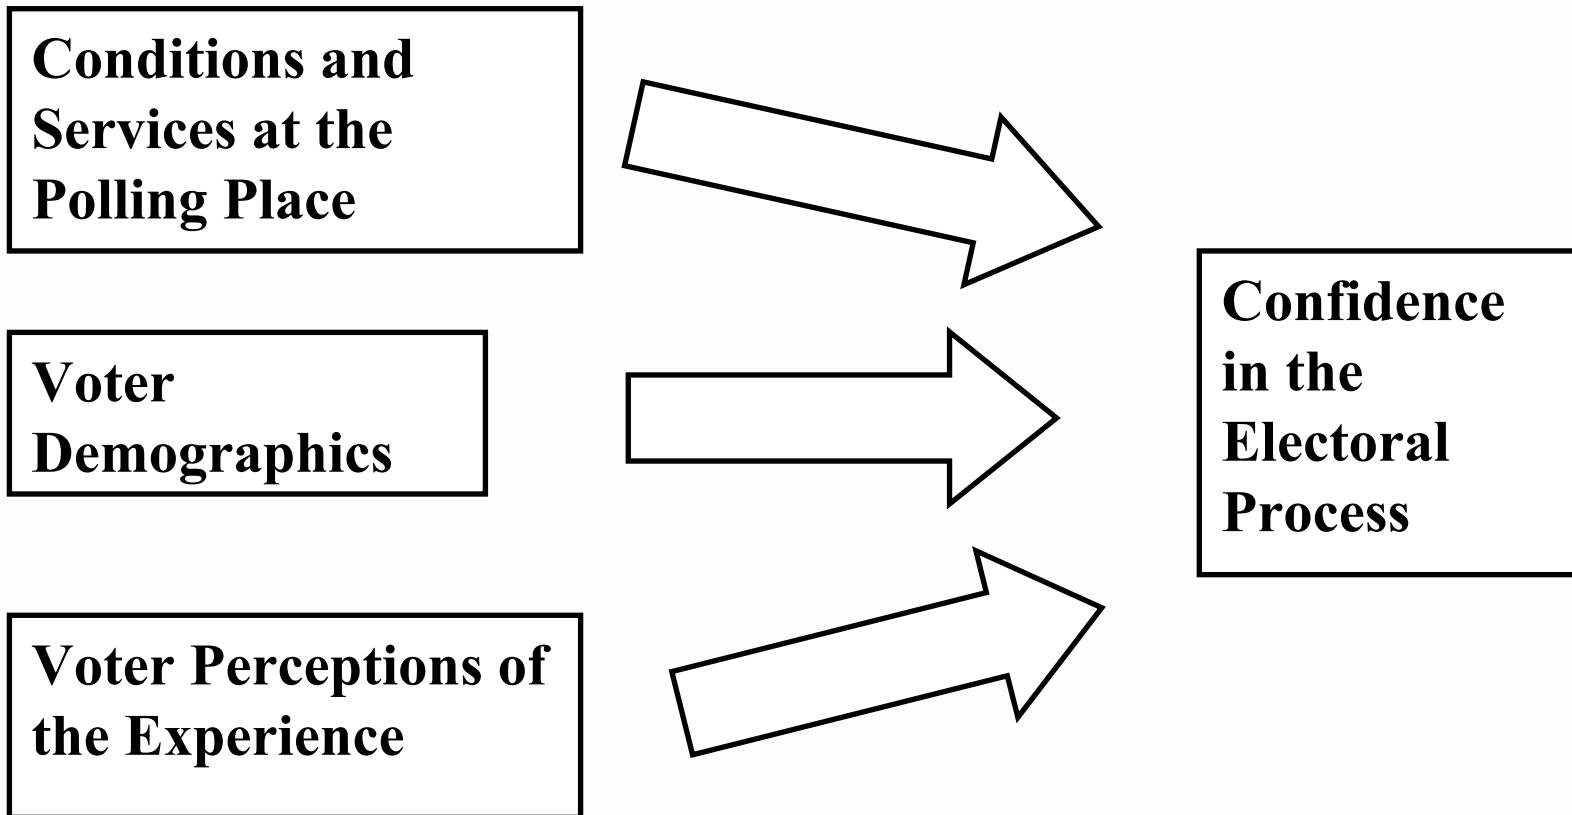 Conditions and
Services at the
Polling Place
Voter
Demographics
Voter Perceptions of
the Experience
Confidence
in the
Electoral
Process